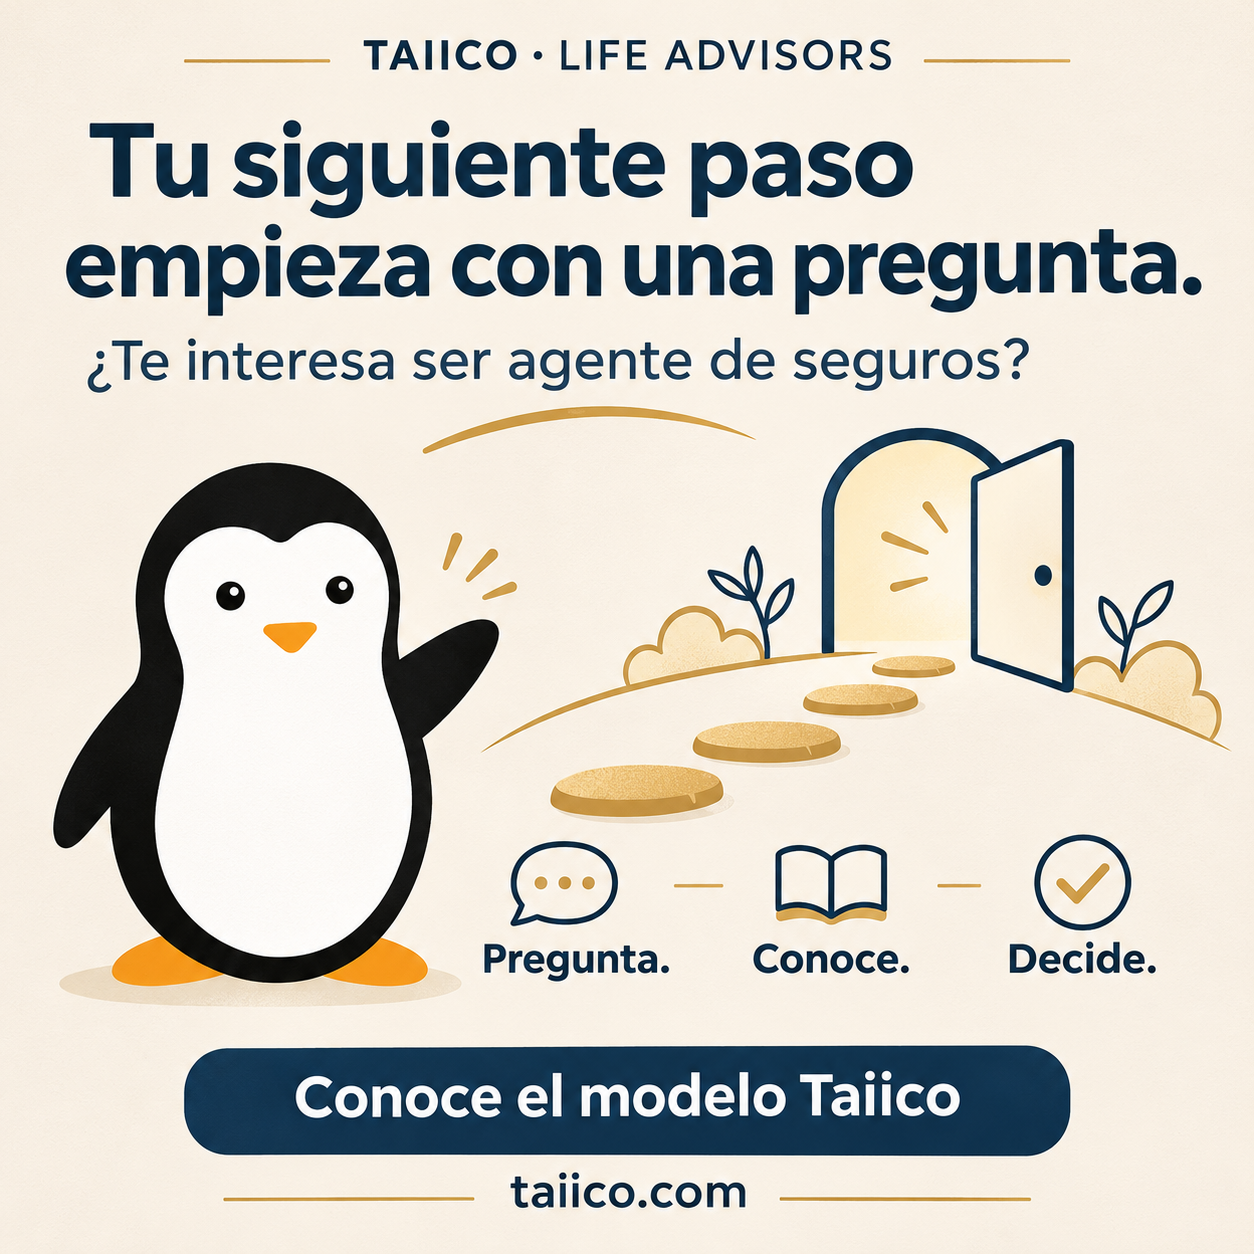 TAIICO · LIFE ADVISORS
Tu siguiente paso
empieza con una pregunta.
¿Te interesa ser agente de seguros?
Pregunta.
Conoce.
Decide.
Conoce el modelo Taiico
taiico.com